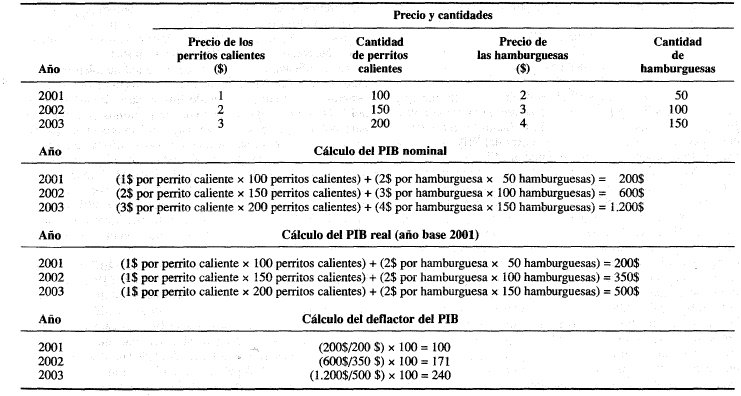 Precio y cantidades
Año Precio de los perritos calientes ($) Cantidad de perritos calientes Precio de las hamburguesas ($) Cantidad de hamburguesas
2001 1 100 2 50
2002 2 150 3 100
2003 3 200 4 150
Año Cálculo del PIB nominal
2001 (1$ por perrito caliente × 100 perritos calientes) + (2$ por hamburguesa × 50 hamburguesas) = 200$
2002 (2$ por perrito caliente × 150 perritos calientes) + (3$ por hamburguesa × 100 hamburguesas) = 600$
2003 (3$ por perrito caliente × 200 perritos calientes) + (4$ por hamburguesa × 150 hamburguesas) = 1.200$
Año Cálculo del PIB real (año base 2001)
2001 (1$ por perrito caliente × 100 perritos calientes) + (2$ por hamburguesa × 50 hamburguesas) = 200$
2002 (1$ por perrito caliente × 150 perritos calientes) + (2$ por hamburguesa × 100 hamburguesas) = 350$
2003 (1$ por perrito caliente × 200 perritos calientes) + (2$ por hamburguesa × 150 hamburguesas) = 500$
Año Cálculo del deflactor del PIB
2001 (200$/200 $) × 100 = 100
2002 (600$/350 $) × 100 = 171
2003 (1.200$/500 $) × 100 = 240